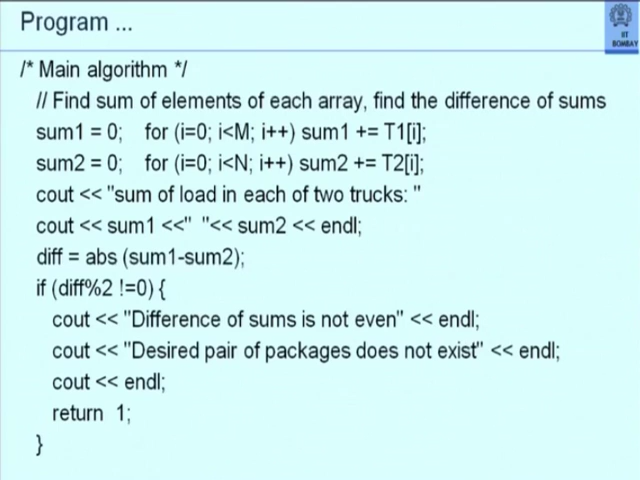 Program ...
IIT
BOMBAY
/* Main algorithm */
// Find sum of elements of each array, find the difference of sums
sum1 = 0; for (i=0; i<M; i++) sum1 += T1[i];
sum2 = 0; for (i=0; i<N; i++) sum2 += T2[i];
cout << "sum of load in each of two trucks: "
cout << sum1 <<" "<< sum2 << endl;
diff = abs (sum1-sum2);
if (diff%2 !=0) {
cout << "Difference of sums is not even" << endl;
cout << "Desired pair of packages does not exist" << endl;
cout << endl;
return 1;
}